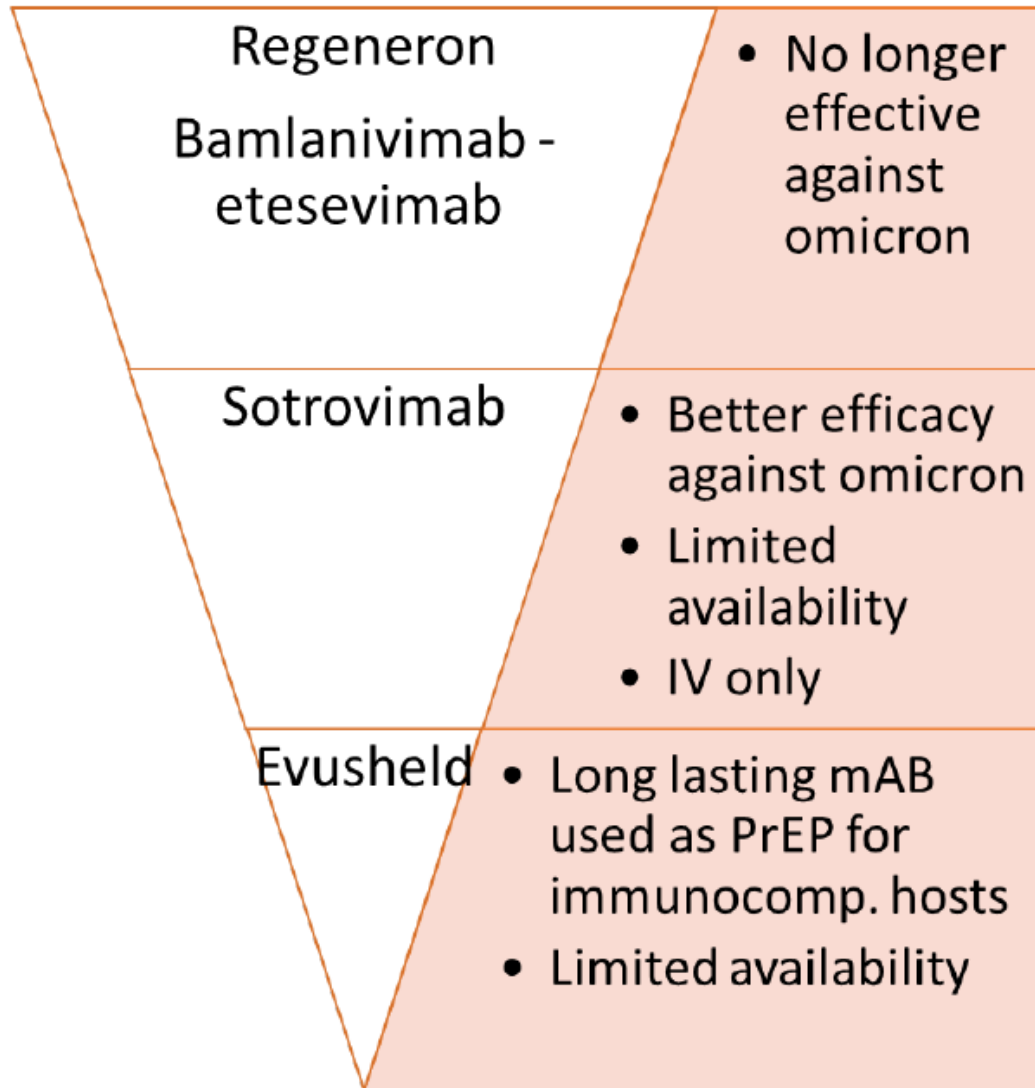 Regeneron
Bamlanivimab -
etesevimab
• No longer
effective
against
omicron
Sotrovimab
• Better efficacy
against omicron
• Limited
availability
• IV only
Evusheld
• Long lasting mAB
used as PrEP for
immunocomp. hosts
• Limited availability